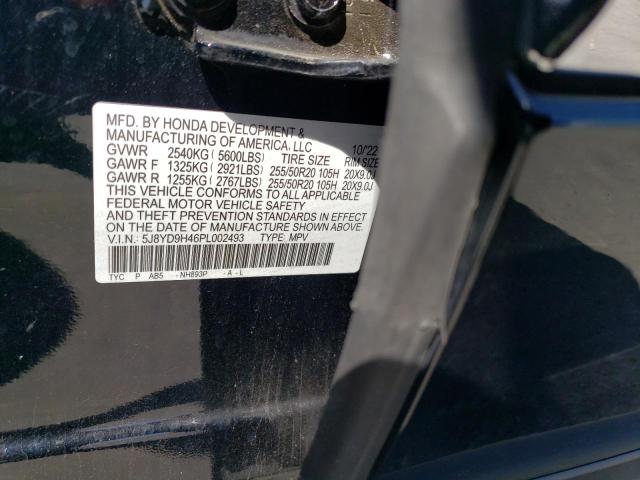 MFD. BY HONDA DEVELOPMENT &
MANUFACTURING OF AMERICA, LLC 10/'22
GVWR 2540KG ( 5600LBS) TIRE SIZE RIM SIZE
GAWR F 1325KG ( 2921LBS) 255/50R20 105H 20X9.0J
GAWR R 1255KG ( 2767LBS) 255/50R20 105H 20X9.0J
THIS VEHICLE CONFORMS TO ALL APPLICABLE
FEDERAL MOTOR VEHICLE SAFETY
AND THEFT PREVENTION STANDARDS IN EFFECT
ON THE DATE OF MANUFACTURE SHOWN ABOVE.
V.I.N.: 5J8YD9H46PL002493 TYPE: MPV
TYC P AB5 - NH893P - A - L